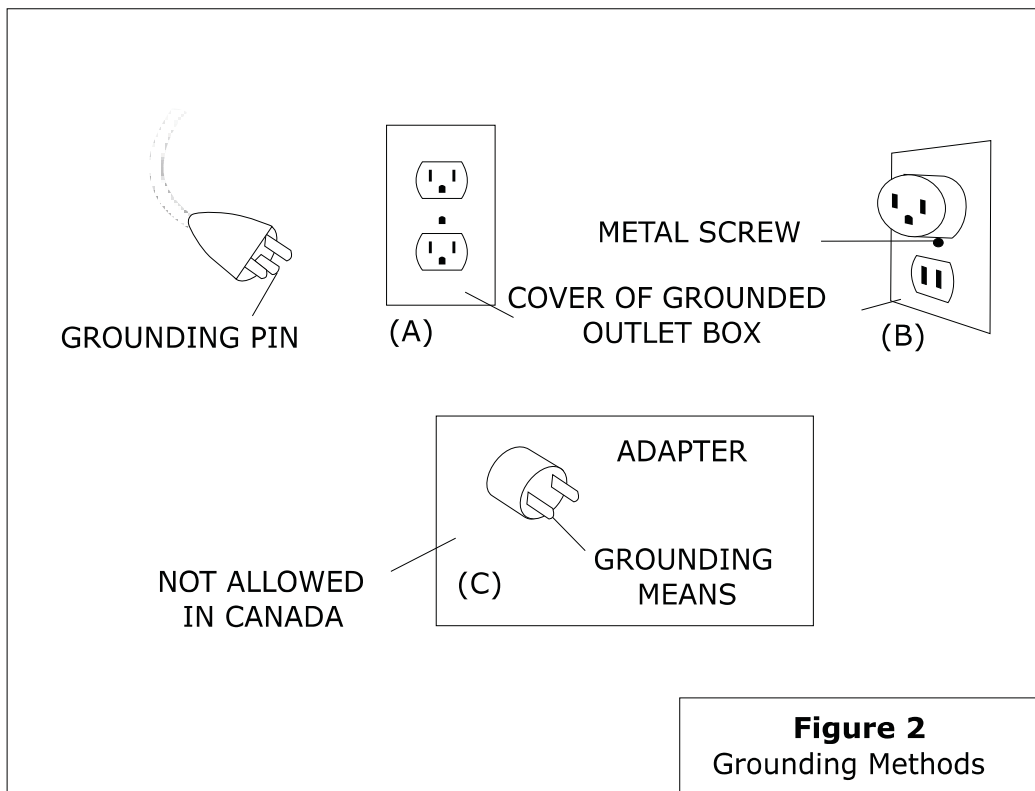 GROUNDING PIN
(A)
METAL SCREW
COVER OF GROUNDED
OUTLET BOX
(B)
ADAPTER
GROUNDING
MEANS
(C)
NOT ALLOWED
IN CANADA
Figure 2
Grounding Methods